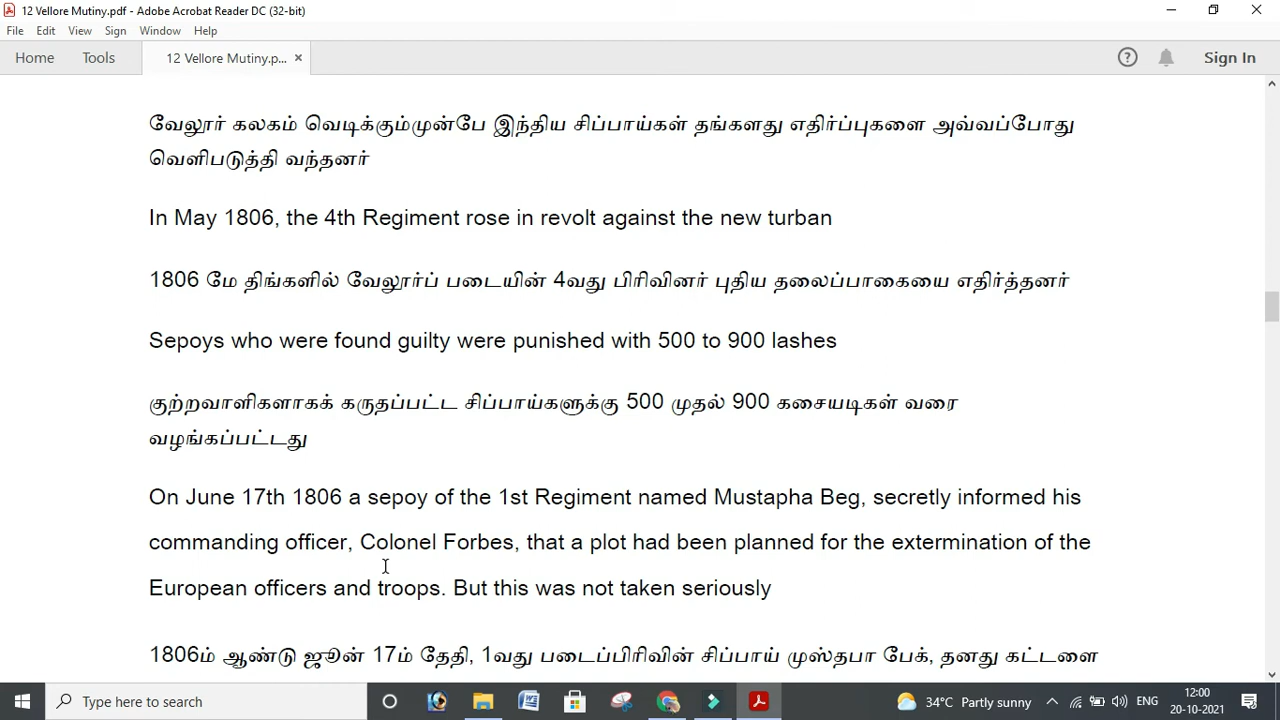 12 Vellore Mutiny.pdf - Adobe Acrobat Reader DC (32-bit)
File Edit View Sign Window Help
Home Tools 12 Vellore Mutiny.p... × Sign In
வேலூர் கலகம் வெடிக்கும்முன்பே இந்திய சிப்பாய்கள் தங்களது எதிர்ப்புகளை அவ்வப்போது
வெளிபடுத்தி வந்தனர்
In May 1806, the 4th Regiment rose in revolt against the new turban
1806 மே திங்களில் வேலூர்ப் படையின் 4வது பிரிவினர் புதிய தலைப்பாகையை எதிர்த்தனர்
Sepoys who were found guilty were punished with 500 to 900 lashes
குற்றவாளிகளாகக் கருதப்பட்ட சிப்பாய்களுக்கு 500 முதல் 900 கசையடிகள் வரை
வழங்கப்பட்டது
On June 17th 1806 a sepoy of the 1st Regiment named Mustapha Beg, secretly informed his
commanding officer, Colonel Forbes, that a plot had been planned for the extermination of the
European officers and troops. But this was not taken seriously
1806ம் ஆண்டு ஜூன் 17ம் தேதி, 1வது படைப்பிரிவின் சிப்பாய் முஸ்தபா பேக், தனது கட்டளை
Type here to search 34°C Partly sunny ENG 12:00
20-10-2021